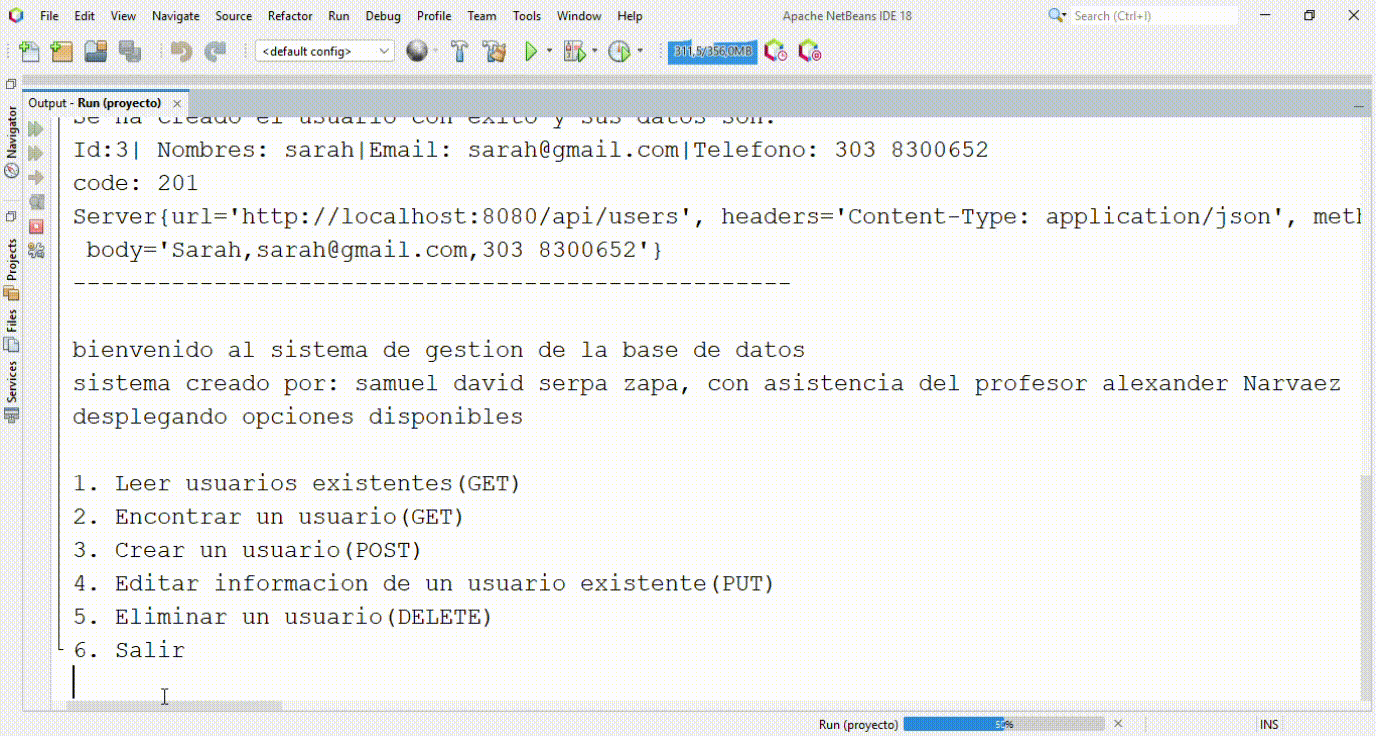 File Edit View Navigate Source Refactor Run Debug Profile Team Tools Window Help Apache NetBeans IDE 18 Search (Ctrl+I)
<default config> 311,5/356,0MB
Output - Run (proyecto)
Navigator
Projects
Files
Services
Se ha creado el usuario con exito y sus datos son:
Id:3| Nombres: sarah|Email: sarah@gmail.com|Telefono: 303 8300652
code: 201
Server{url='http://localhost:8080/api/users', headers='Content-Type: application/json', meth
body='Sarah,sarah@gmail.com,303 8300652'}
---------------------------------------------------
bienvenido al sistema de gestion de la base de datos
sistema creado por: samuel david serpa zapa, con asistencia del profesor alexander Narvaez
desplegando opciones disponibles
1. Leer usuarios existentes(GET)
2. Encontrar un usuario(GET)
3. Crear un usuario(POST)
4. Editar informacion de un usuario existente(PUT)
5. Eliminar un usuario(DELETE)
6. Salir
Run (proyecto) 50% INS